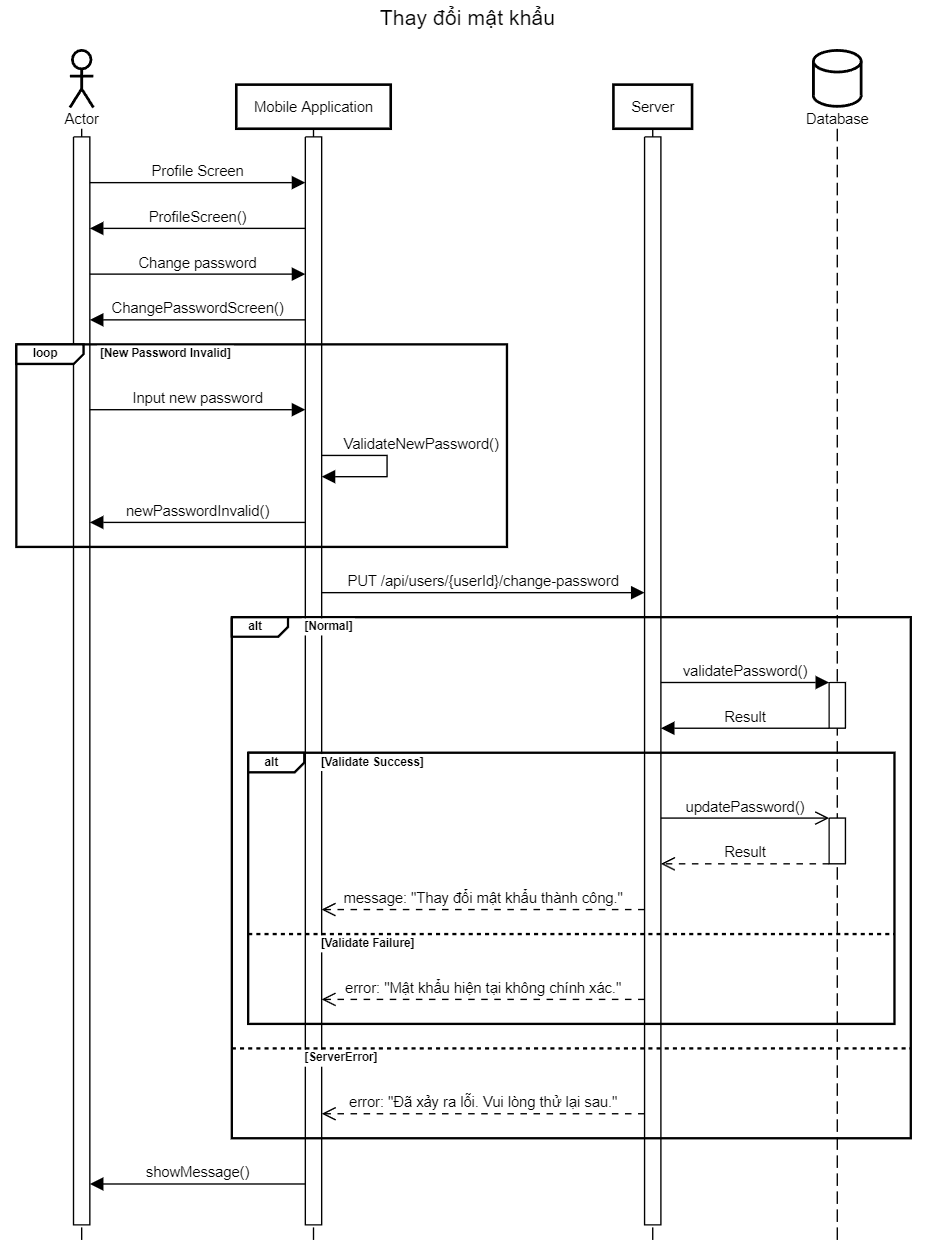 Thay đổi mật khẩu
Actor
Mobile Application
Server
Database
Profile Screen
ProfileScreen()
Change password
ChangePasswordScreen()
loop
[New Password Invalid]
Input new password
ValidateNewPassword()
newPasswordInvalid()
PUT /api/users/{userId}/change-password
alt
[Normal]
validatePassword()
Result
alt
[Validate Success]
updatePassword()
Result
message: "Thay đổi mật khẩu thành công."
[Validate Failure]
error: "Mật khẩu hiện tại không chính xác."
[ServerError]
error: "Đã xảy ra lỗi. Vui lòng thử lại sau."
showMessage()